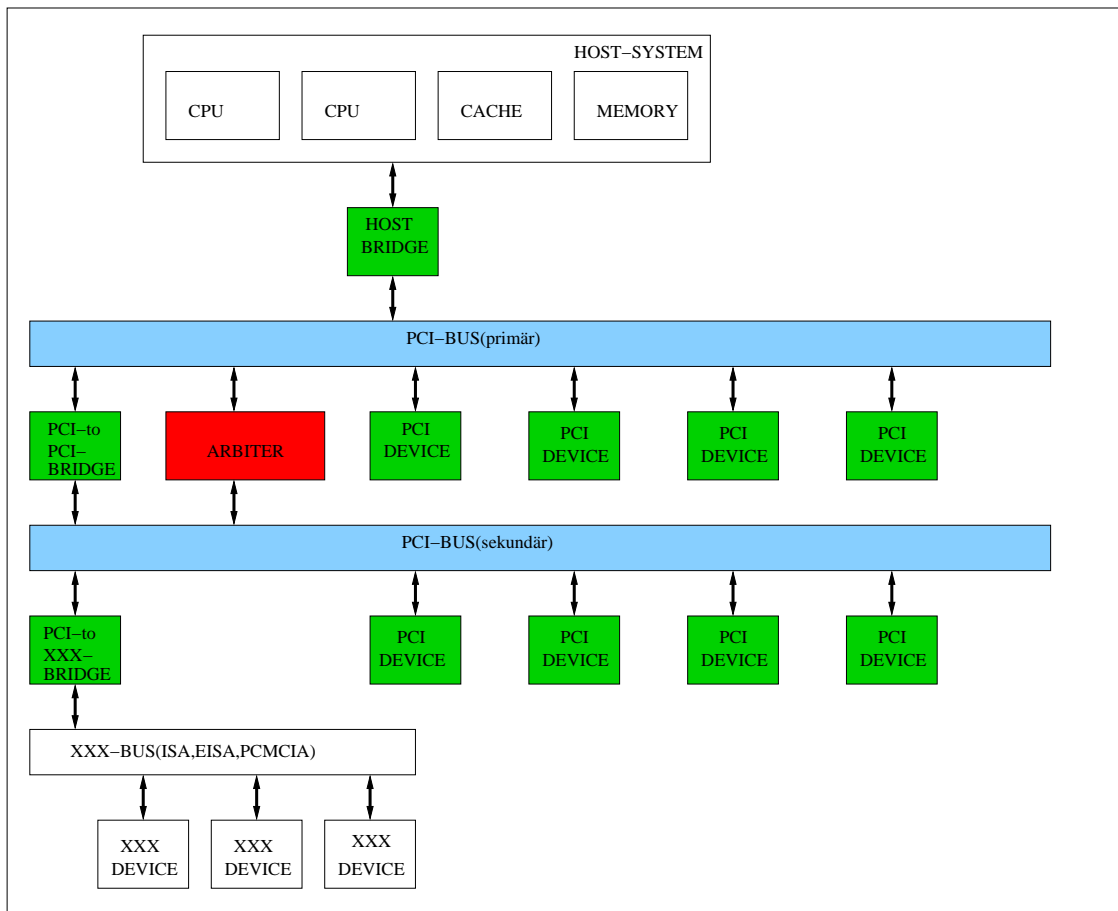 HOST−SYSTEM
CPU
CPU
CACHE
MEMORY
HOST
BRIDGE
PCI−BUS(primär)
PCI−to
PCI−
BRIDGE
ARBITER
PCI
DEVICE
PCI
DEVICE
PCI
DEVICE
PCI
DEVICE
PCI−BUS(sekundär)
PCI−to
XXX−
BRIDGE
PCI
DEVICE
PCI
DEVICE
PCI
DEVICE
PCI
DEVICE
XXX−BUS(ISA,EISA,PCMCIA)
XXX
DEVICE
XXX
DEVICE
XXX
DEVICE